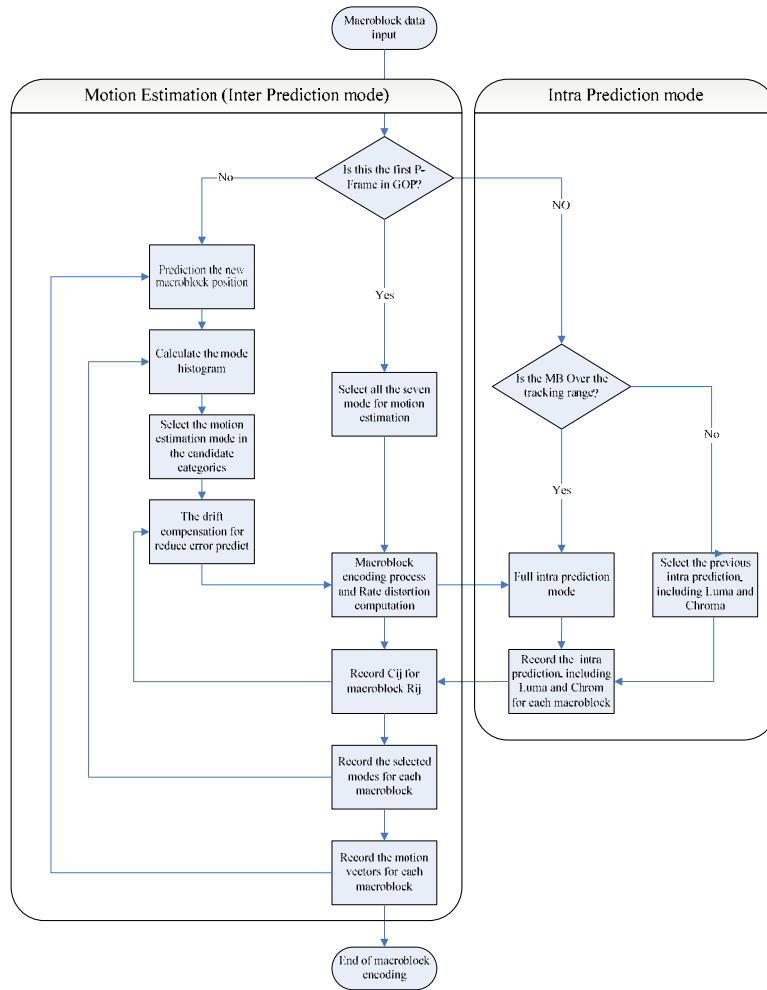 Macroblock data
input
Motion Estimation (Inter Prediction mode)
Intra Prediction mode
Is this the first P-
Frame in GOP?
No
NO
Yes
Prediction the new
macroblock position
Calculate the mode
histogram
Select the motion
estimation mode in
the candidate
categories
The drift
compensation for
reduce error predict
Select all the seven
mode for motion
estimation
Is the MB Over the
tracking range?
No
Yes
Macroblock
encoding process
and Rate distortion
computation
Full intra prediction
mode
Select the previous
intra prediction,
including Luma and
Chroma
Record Cij for
macroblock Rij
Record the intra
prediction, including
Luma and Chrom
for each macroblock
Record the selected
modes for each
macroblock
Record the motion
vectors for each
macroblock
End of macroblock
encoding